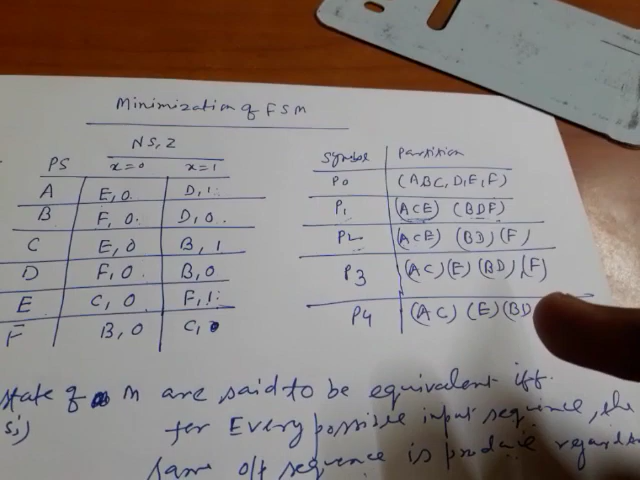 Minimization of FSM
NS, Z
PS x=0 x=1
A E, 0 D, 1
B F, 0 D, 0
C E, 0 B, 1
D F, 0 B, 0
E C, 0 F, 1
F B, 0 C, 0
Symbol Partition
P0 (ABC, D, E, F)
P1 (ACE) (BDF)
P2 (ACE) (BD) (F)
P3 (AC) (E) (BD) (F)
P4 (AC) (E) (BD
state of M are said to be equivalent iff
si) for Every possible input sequence, the
same o/p sequence is produce